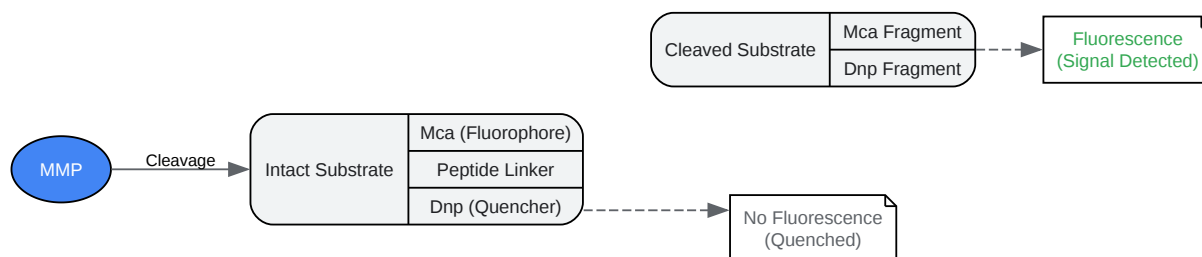 Cleaved Substrate
Mca Fragment
Dnp Fragment
Fluorescence
(Signal Detected)
MMP
Cleavage
Intact Substrate
Mca (Fluorophore)
Peptide Linker
Dnp (Quencher)
No Fluorescence
(Quenched)